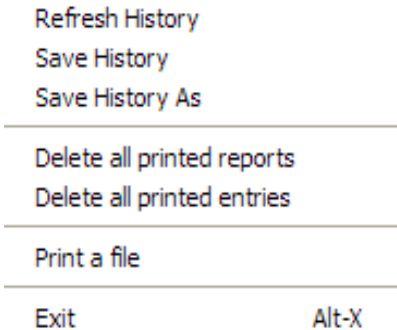 Refresh History
Save History
Save History As
Delete all printed reports
Delete all printed entries
Print a file
Exit Alt-X